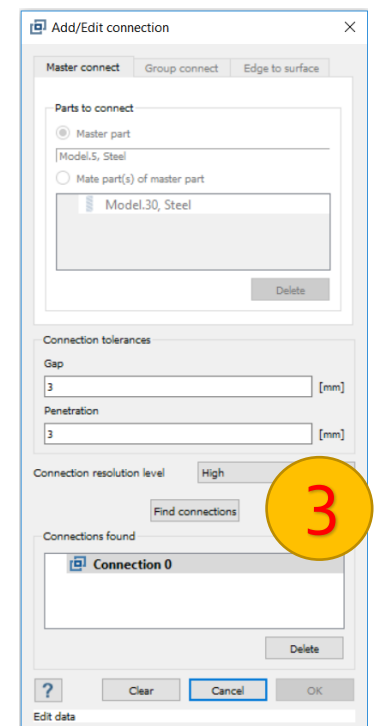 Add/Edit connection
Master connect Group connect Edge to surface
Parts to connect
Master part
Model.5, Steel
Mate part(s) of master part
Model.30, Steel
Delete
Connection tolerances
Gap
3 [mm]
Penetration
3 [mm]
Connection resolution level High
Find connections
3
Connections found
Connection 0
Delete
? Clear Cancel OK
Edit data